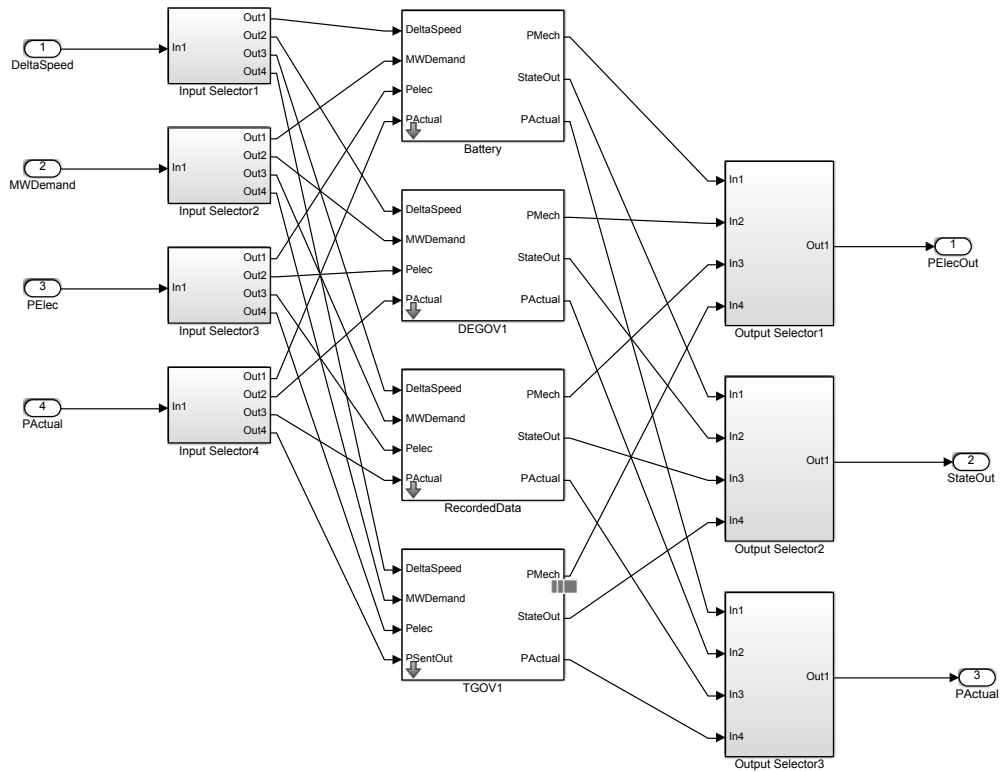 1
DeltaSpeed
In1
Out1
Out2
Out3
Out4
Input Selector1
2
MWDemand
In1
Out1
Out2
Out3
Out4
Input Selector2
3
PElec
In1
Out1
Out2
Out3
Out4
Input Selector3
4
PActual
In1
Out1
Out2
Out3
Out4
Input Selector4
DeltaSpeed
MWDemand
Pelec
PActual
PMech
StateOut
PActual
Battery
DeltaSpeed
MWDemand
Pelec
PActual
PMech
StateOut
PActual
DEGOV1
DeltaSpeed
MWDemand
Pelec
PActual
PMech
StateOut
PActual
RecordedData
DeltaSpeed
MWDemand
Pelec
PSentOut
PMech
StateOut
PActual
TGOV1
In1
In2
In3
In4
Out1
Output Selector1
1
PElecOut
In1
In2
In3
In4
Out1
Output Selector2
2
StateOut
In1
In2
In3
In4
Out1
Output Selector3
3
PActual